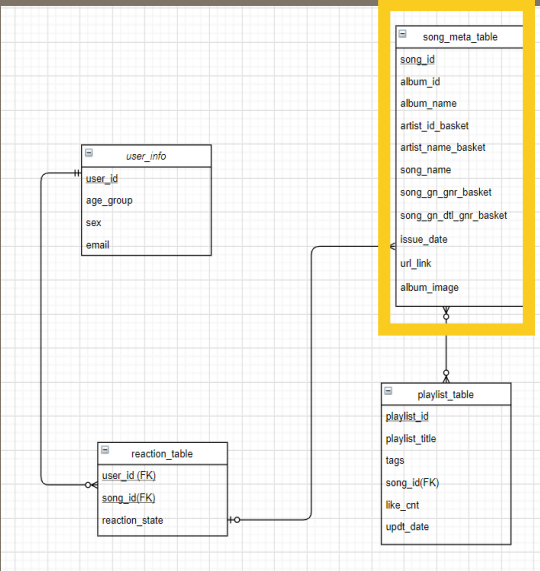 song_meta_table
song_id
album_id
album_name
artist_id_basket
artist_name_basket
song_name
song_gn_gnr_basket
song_gn_dtl_gnr_basket
issue_date
url_link
album_image
user_info
user_id
age_group
sex
email
reaction_table
user_id (FK)
song_id(FK)
reaction_state
playlist_table
playlist_id
playlist_title
tags
song_id(FK)
like_cnt
updt_date